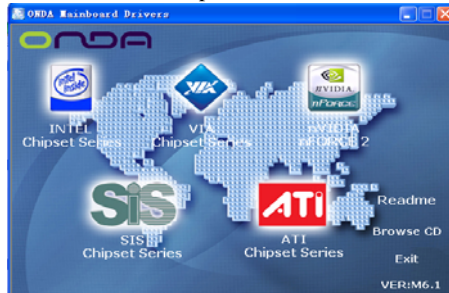 ONDA Mainboard Drivers
ONDA
intel inside
VIA
NVIDIA
nFORCE
INTEL
Chipset Series
VIA
Chipset Series
nVIDIA
nFORCE 2
SiS
ATI
SIS
Chipset Series
ATI
Chipset Series
Readme
Browse CD
Exit
VER:M6.1